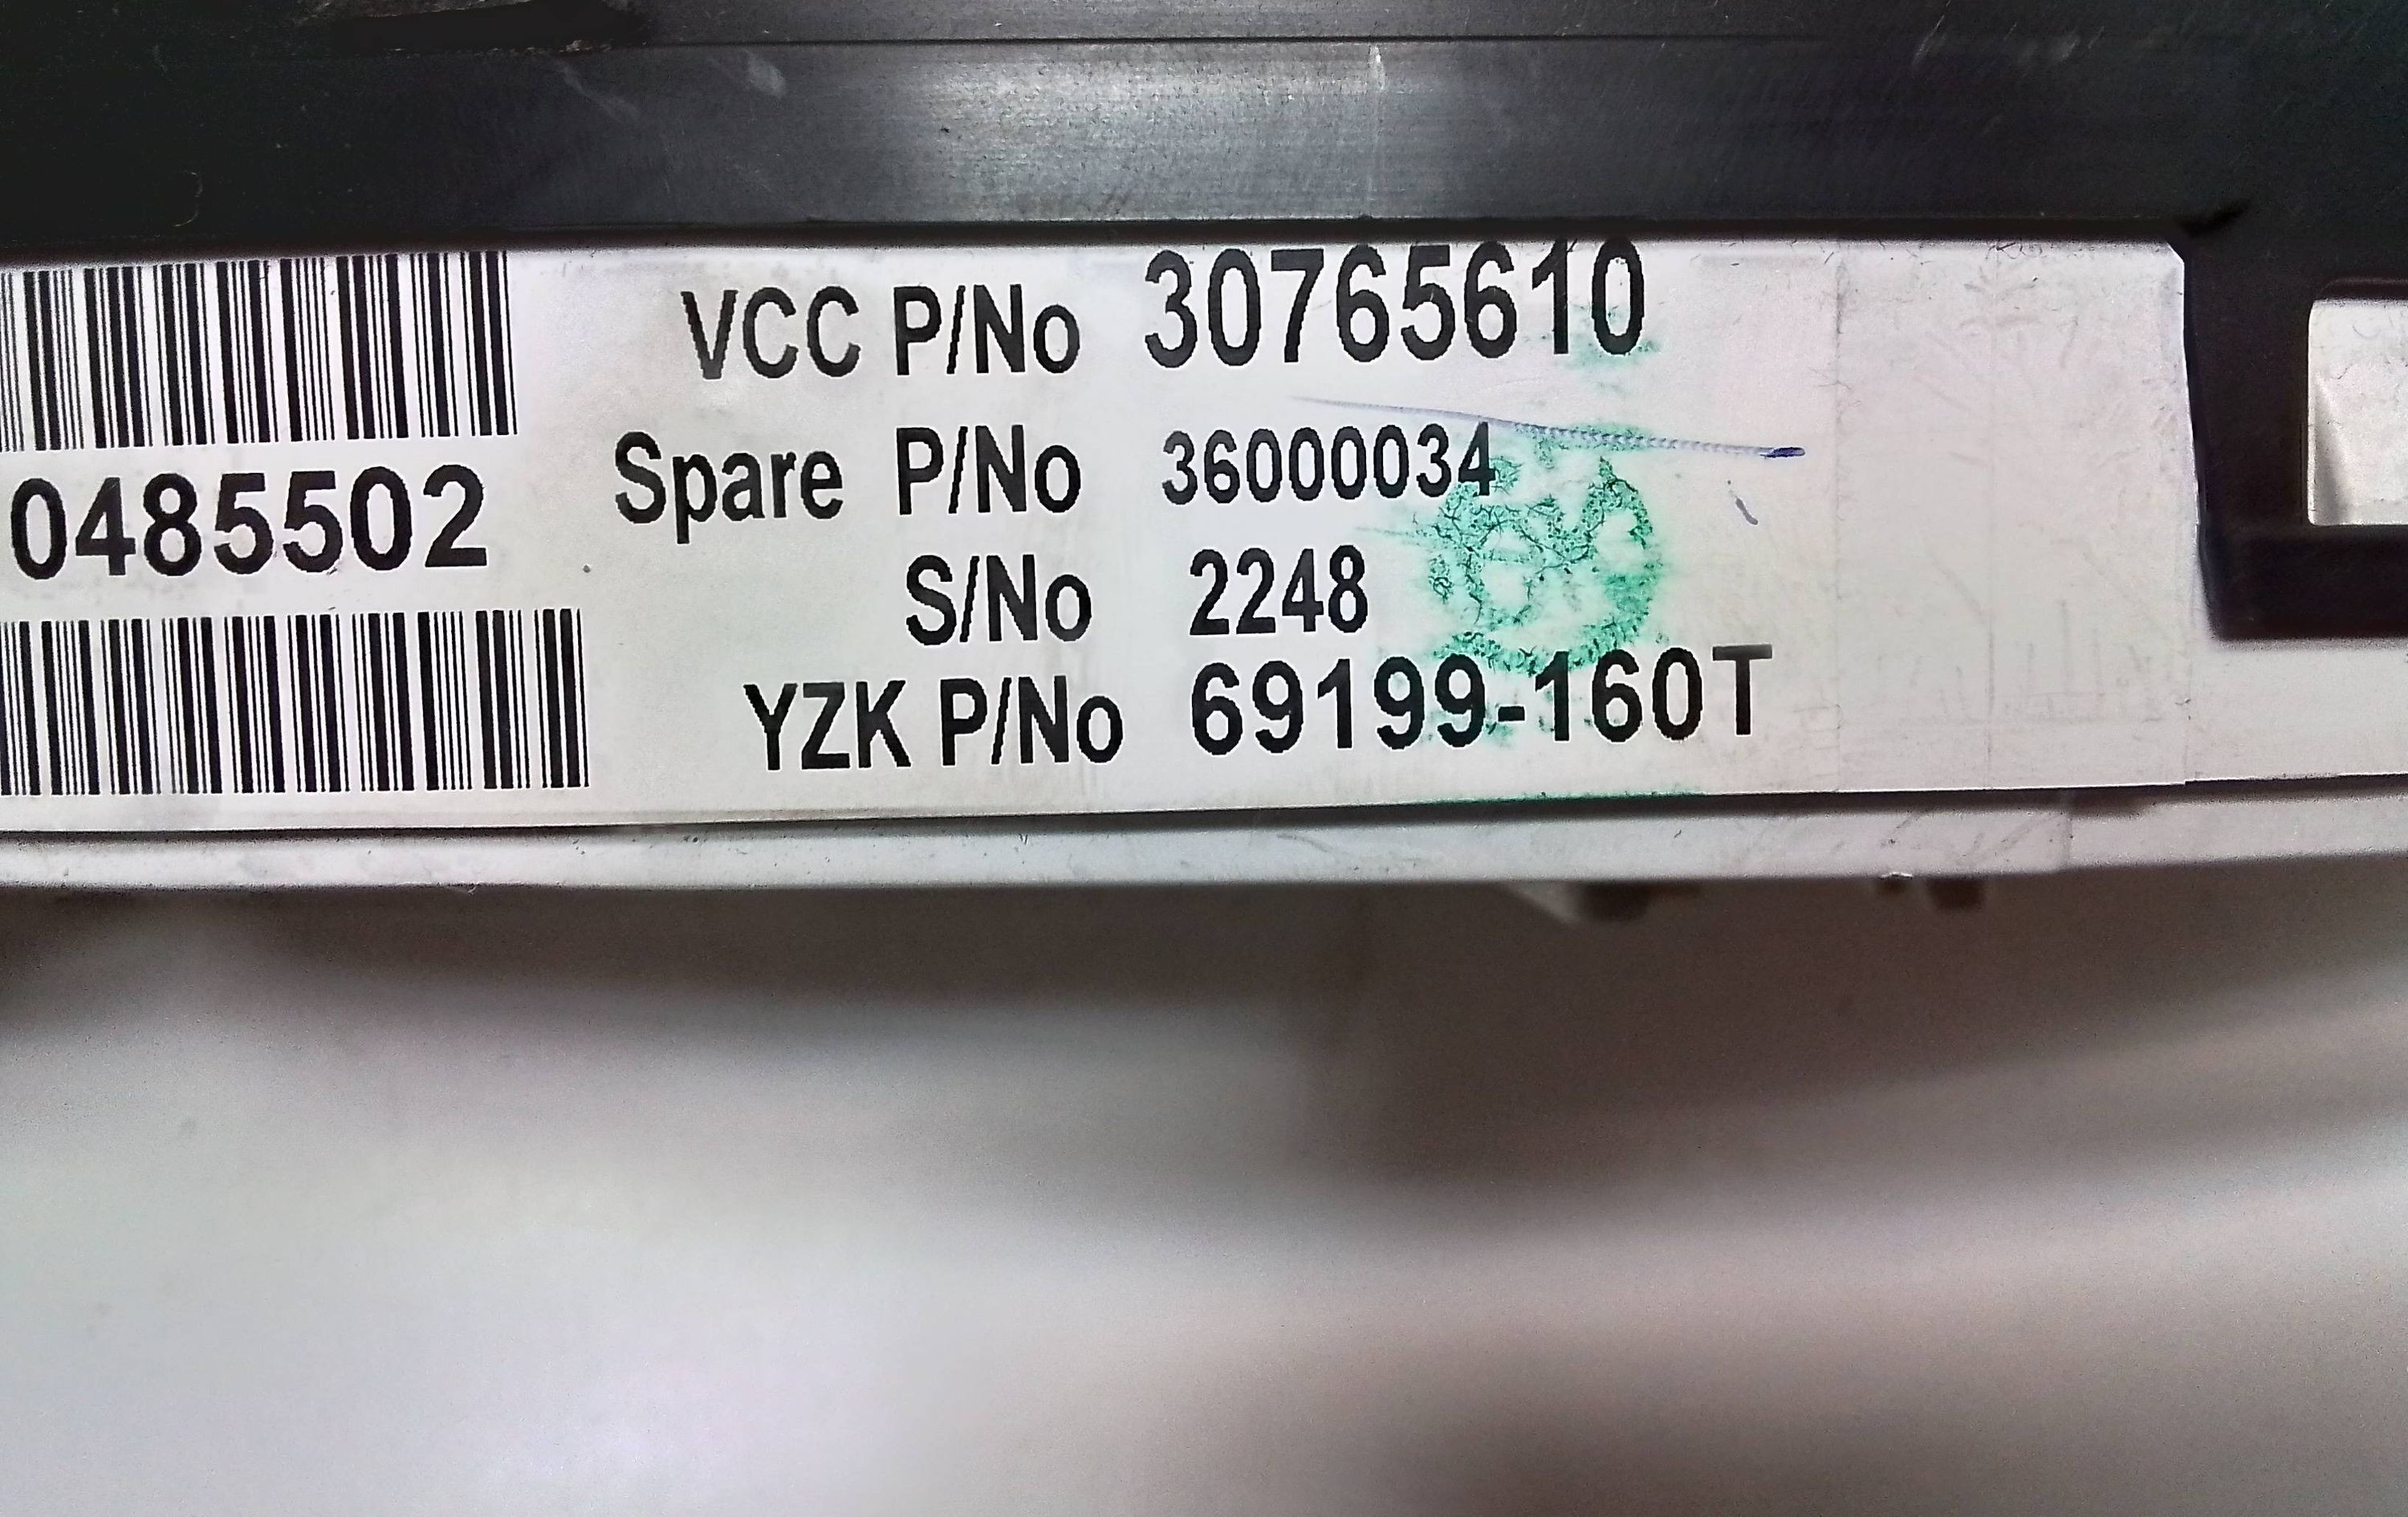 VCC P/No 30765610
0485502
Spare P/No 36000034
S/No 2248
YZK P/No 69199-160T